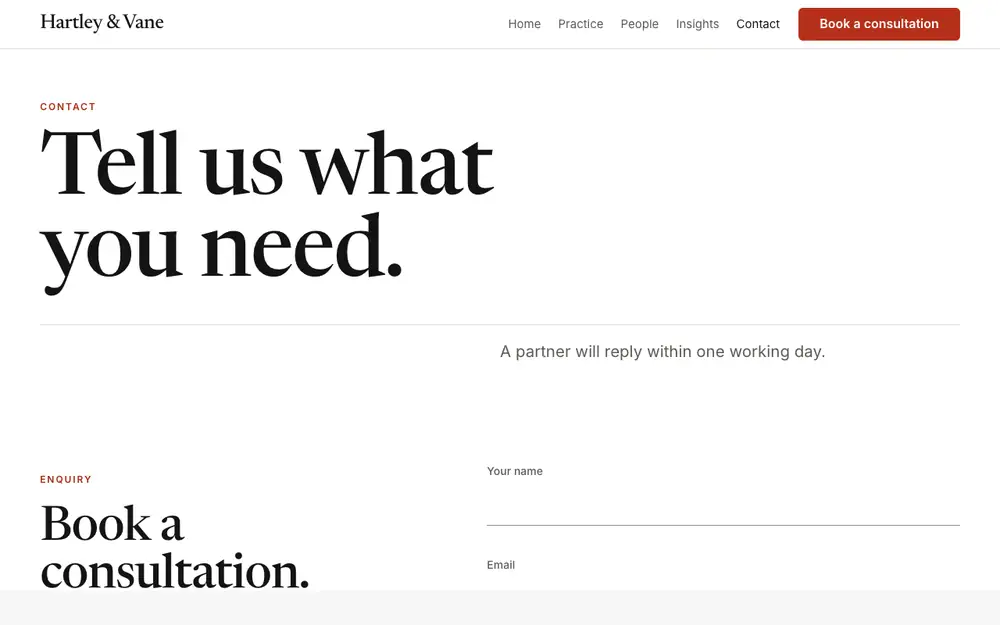 Hartley & Vane
Home Practice People Insights Contact Book a consultation
CONTACT
Tell us what
you need.
A partner will reply within one working day.
ENQUIRY
Book a
consultation.
Your name
Email